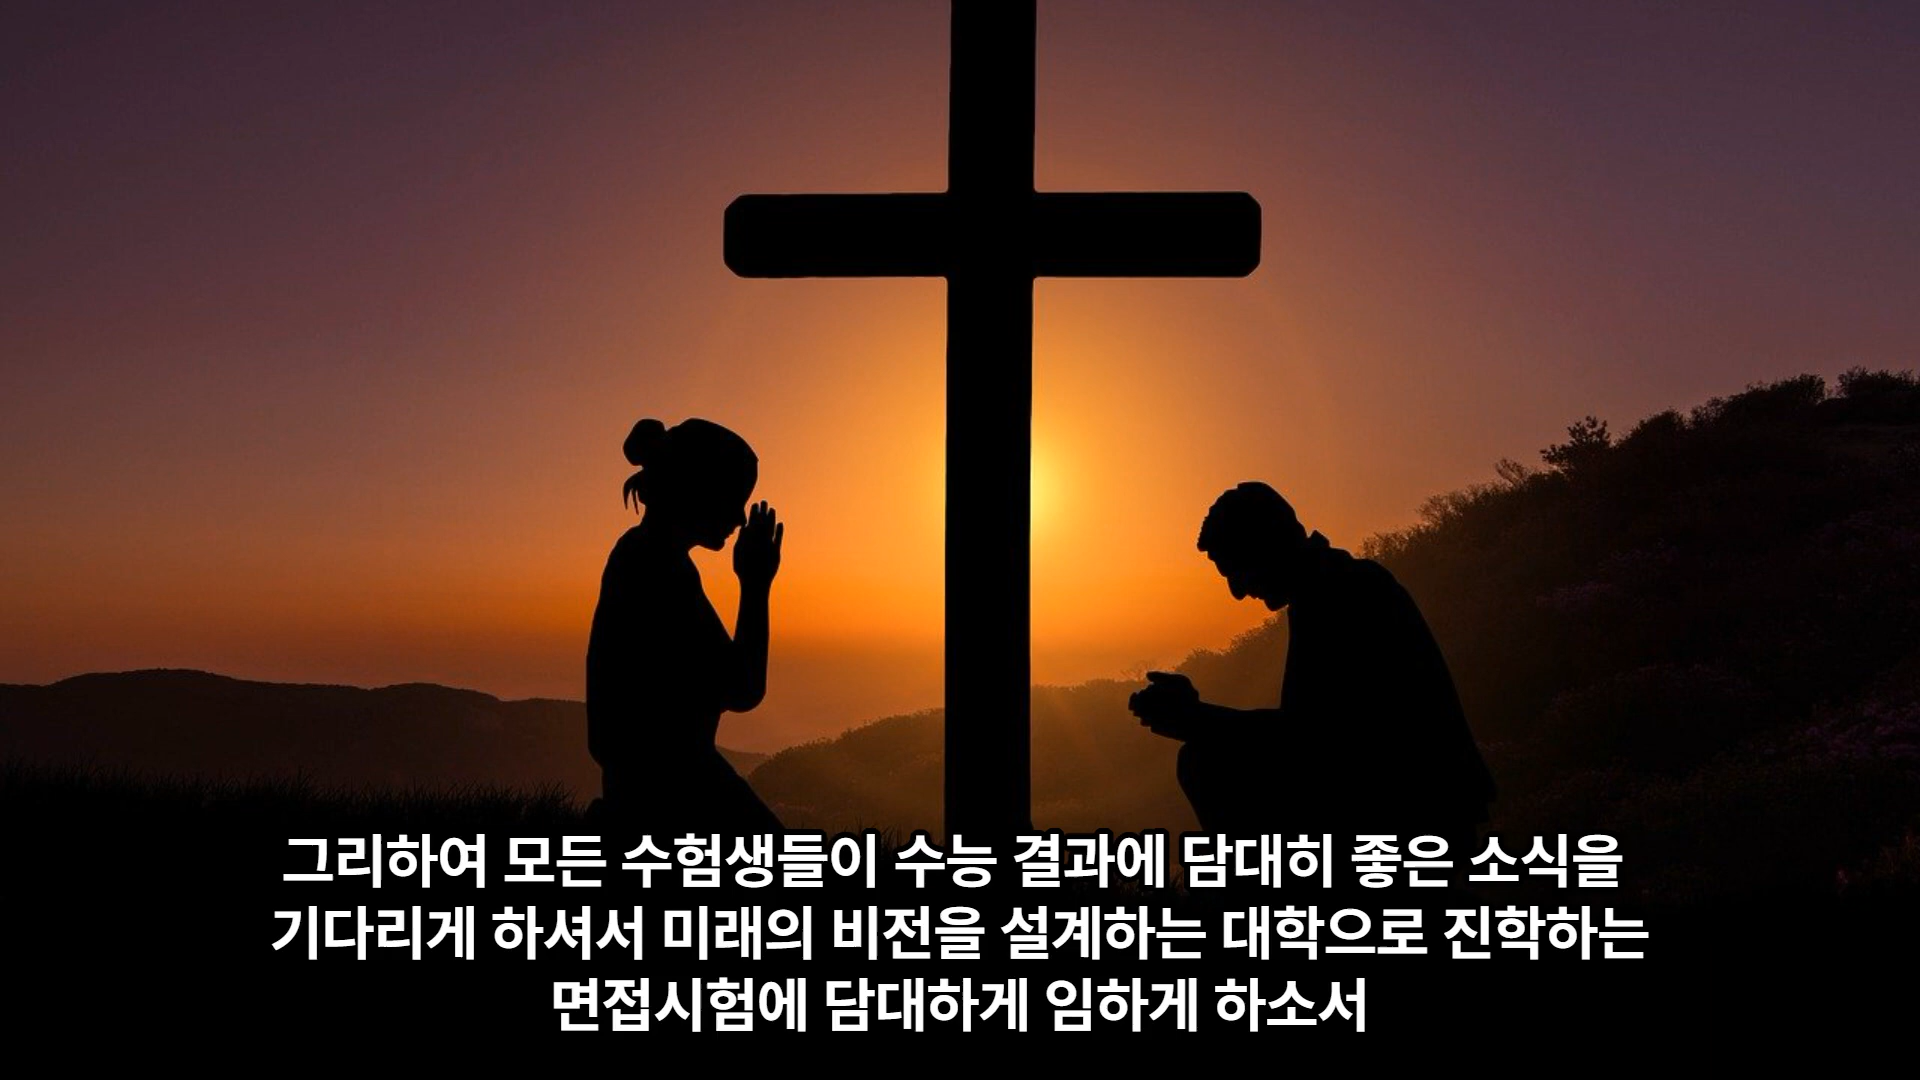 그리하여 모든 수험생들이 수능 결과에 담대히 좋은 소식을
기다리게 하셔서 미래의 비전을 설계하는 대학으로 진학하는
면접시험에 담대하게 임하게 하소서